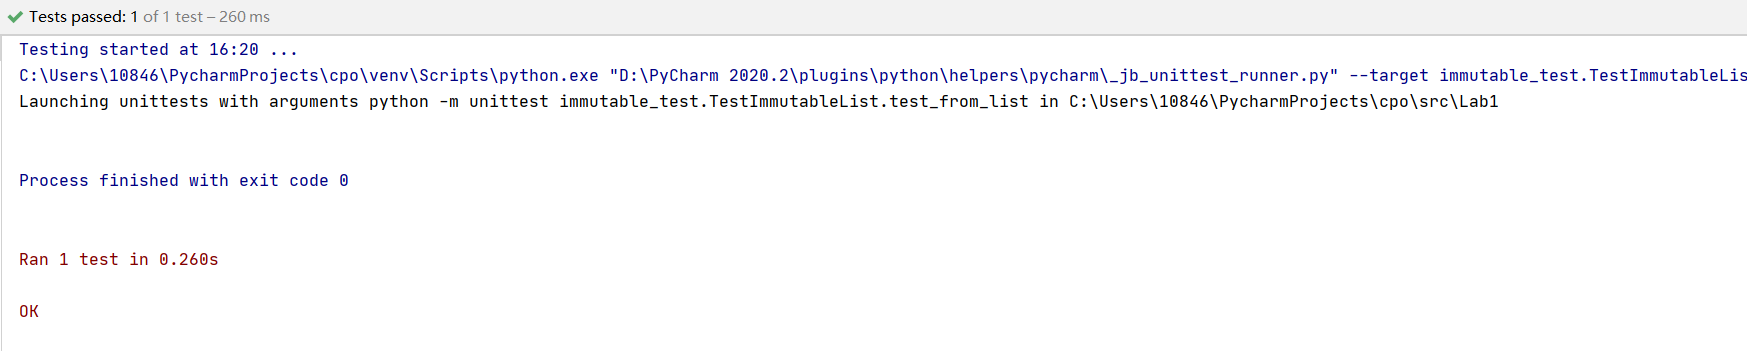 Tests passed: 1 of 1 test – 260 ms
Testing started at 16:20 ...
C:\Users\10846\PycharmProjects\cpo\venv\Scripts\python.exe "D:\PyCharm 2020.2\plugins\python\helpers\pycharm\_jb_unittest_runner.py" --target immutable_test.TestImmutableLis
Launching unittests with arguments python -m unittest immutable_test.TestImmutableList.test_from_list in C:\Users\10846\PycharmProjects\cpo\src\Lab1
Process finished with exit code 0
Ran 1 test in 0.260s
OK